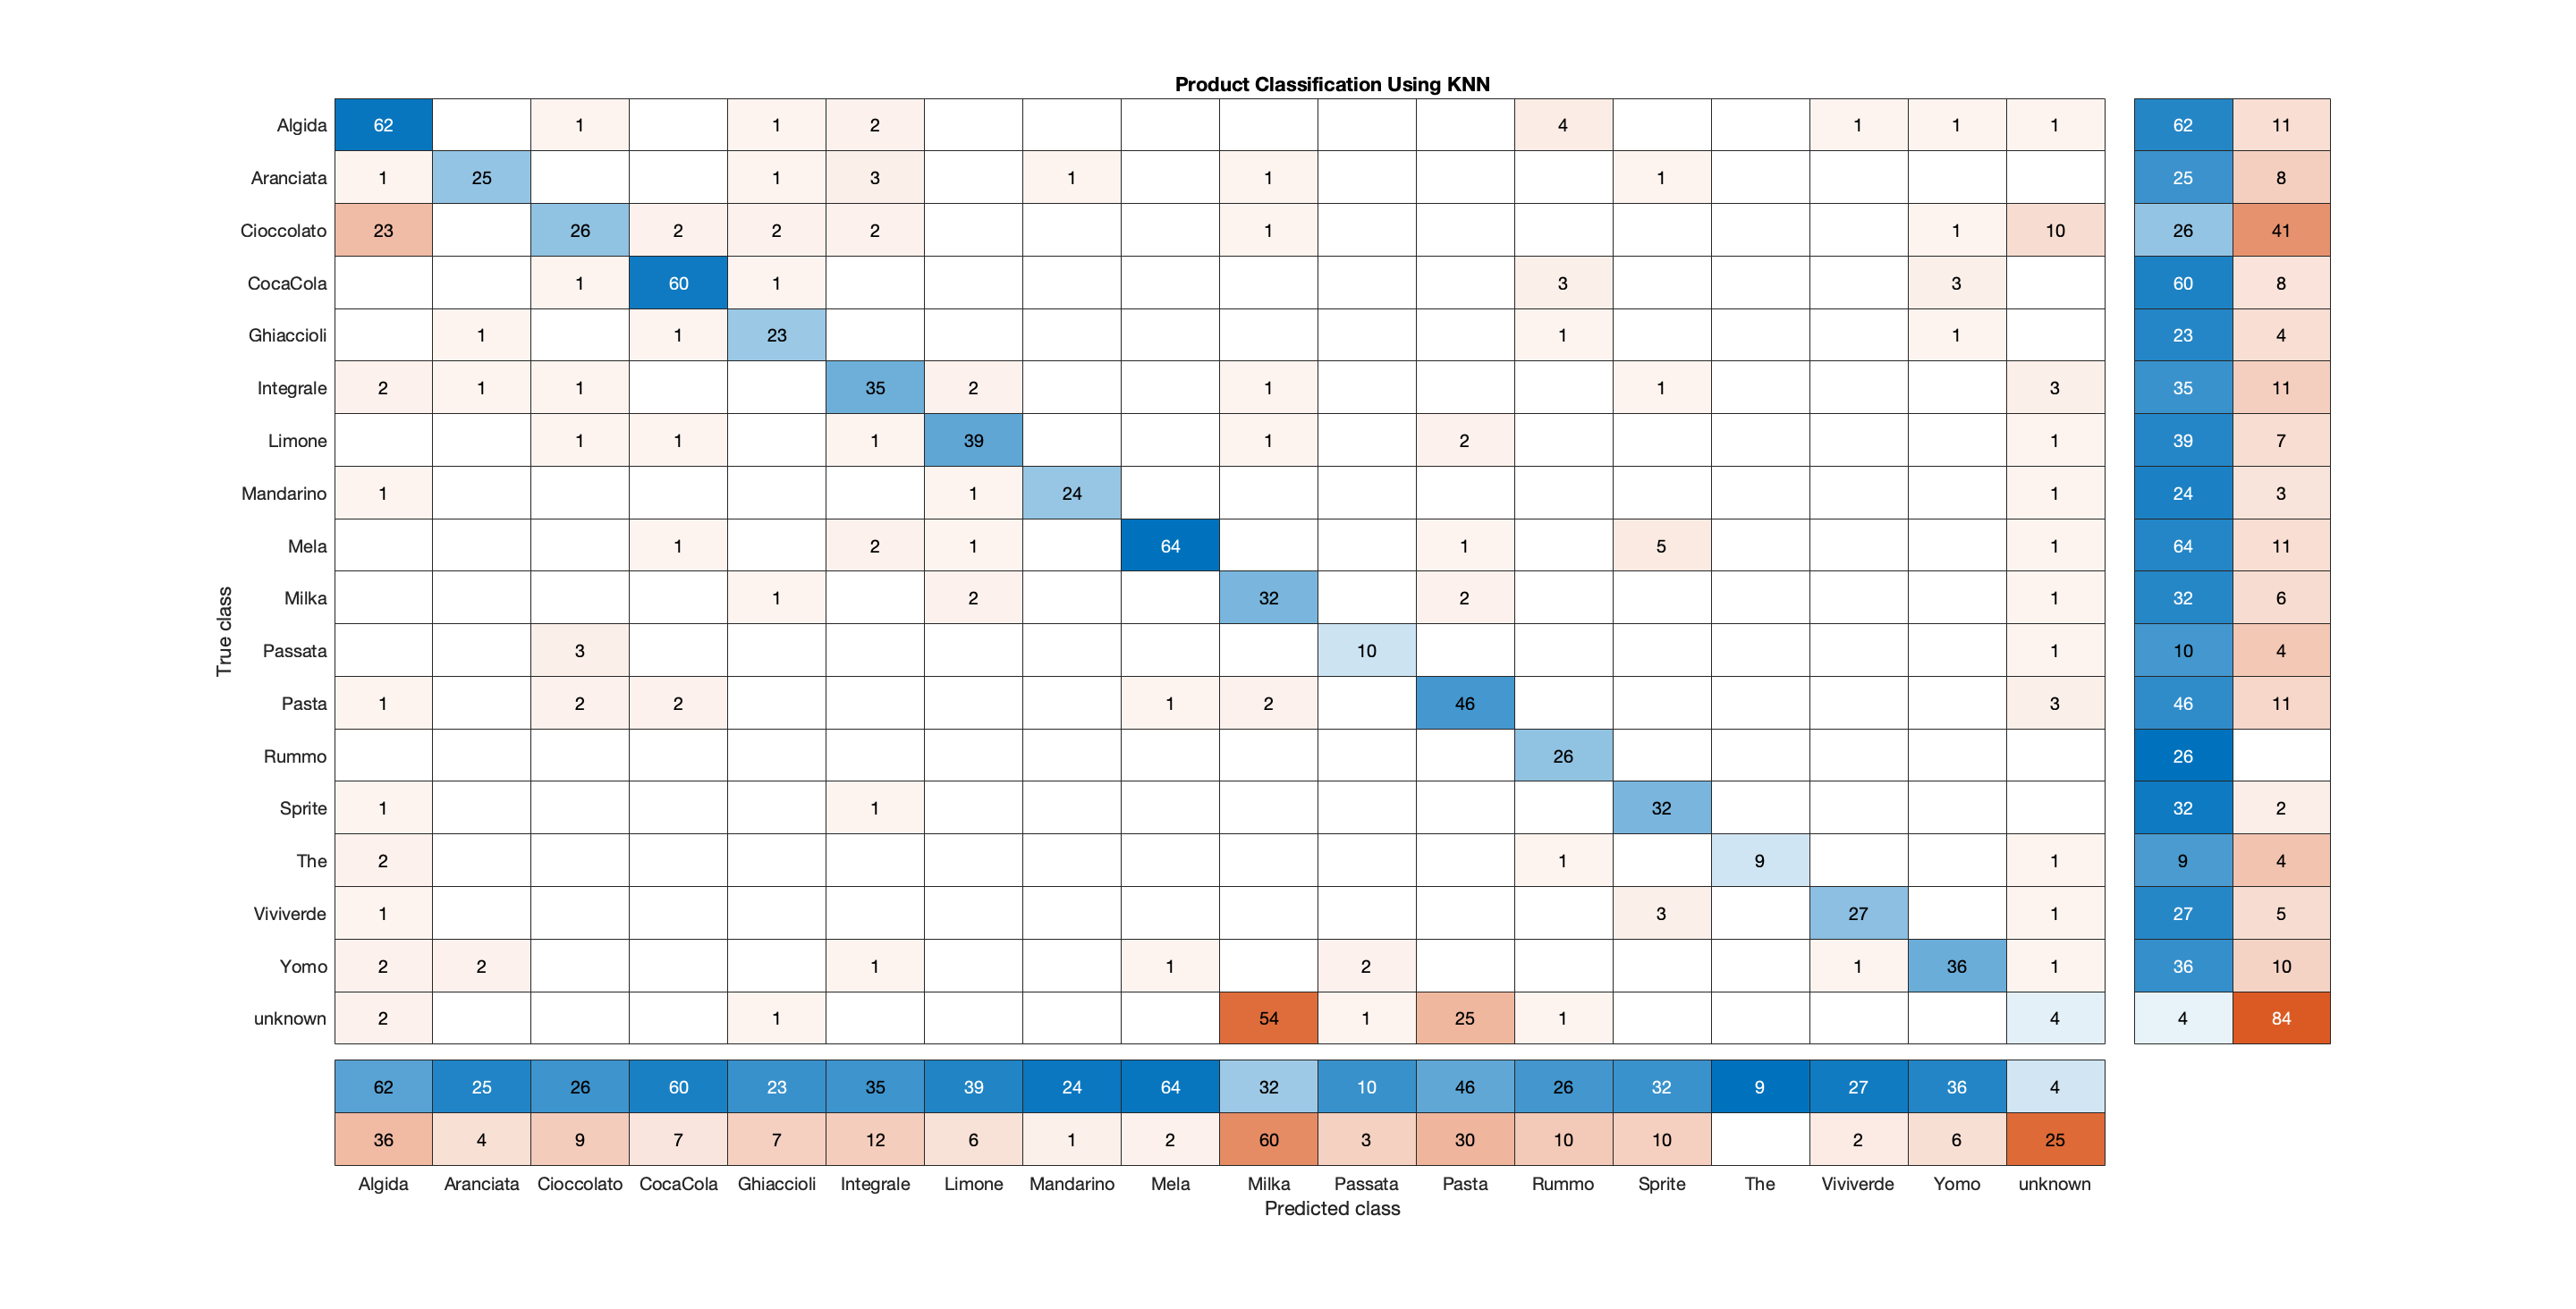 Product Classification Using KNN
Algida 62 1 1 2 4 1 1 1 62 11
Aranciata 1 25 1 3 1 1 1 25 8
Cioccolato 23 26 2 2 2 1 1 10 26 41
CocaCola 1 60 1 3 3 60 8
Ghiaccioli 1 1 23 1 1 23 4
Integrale 2 1 1 35 2 1 1 3 35 11
Limone 1 1 1 39 1 2 1 39 7
Mandarino 1 1 24 1 24 3
Mela 1 2 1 64 1 5 1 64 11
Milka 1 2 32 2 1 32 6
Passata 3 10 1 10 4
Pasta 1 2 2 1 2 46 3 46 11
Rummo 26 26
Sprite 1 1 32 32 2
The 2 1 9 1 9 4
Viviverde 1 3 27 1 27 5
Yomo 2 2 1 1 2 1 36 1 36 10
unknown 2 1 54 1 25 1 4 4 84
True class
62 25 26 60 23 35 39 24 64 32 10 46 26 32 9 27 36 4
36 4 9 7 7 12 6 1 2 60 3 30 10 10 2 6 25
Algida Aranciata Cioccolato CocaCola Ghiaccioli Integrale Limone Mandarino Mela Milka Passata Pasta Rummo Sprite The Viviverde Yomo unknown
Predicted class